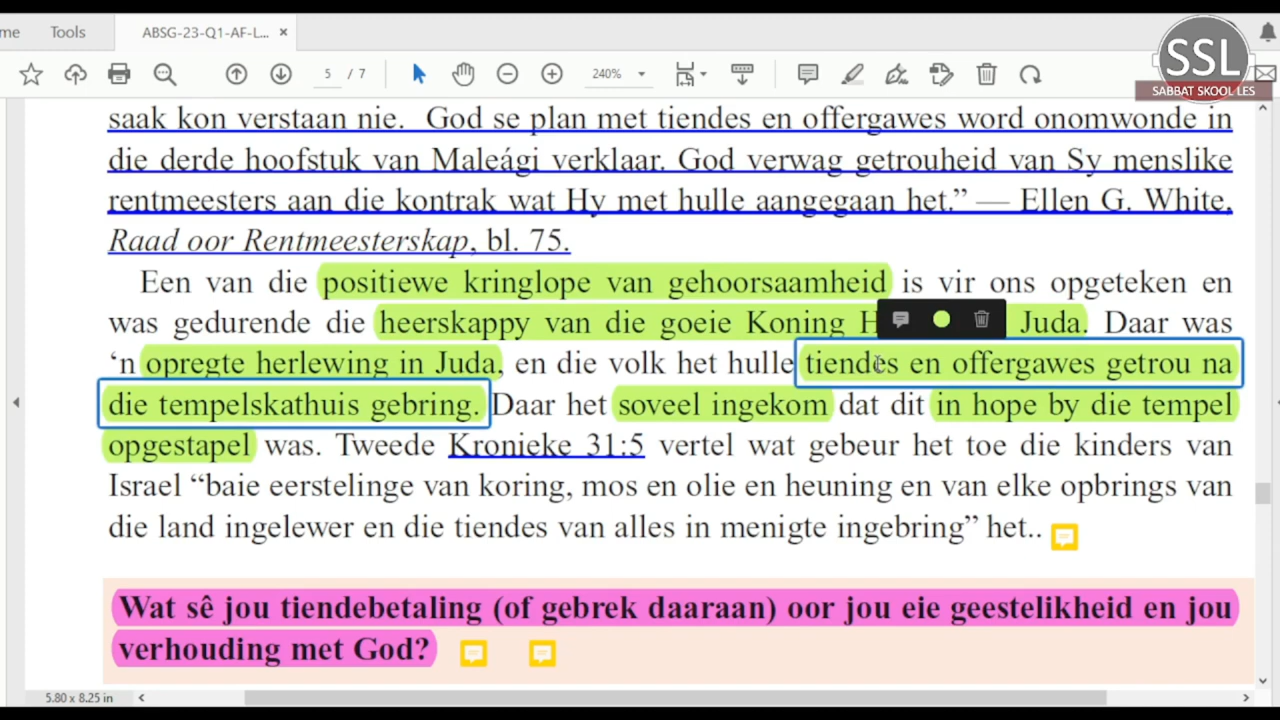 me Tools ABSG-23-Q1-AF-L... ×
SSL
SABBAT SKOOL LES
5 / 7 240%
saak kon verstaan nie. God se plan met tiendes en offergawes word onomwonde in
die derde hoofstuk van Maleági verklaar. God verwag getrouheid van Sy menslike
rentmeesters aan die kontrak wat Hy met hulle aangegaan het.” — Ellen G. White,
Raad oor Rentmeesterskap, bl. 75.
Een van die positiewe kringlope van gehoorsaamheid is vir ons opgeteken en
was gedurende die heerskappy van die goeie Koning H Juda. Daar was
‘n opregte herlewing in Juda, en die volk het hulle tiendes en offergawes getrou na
die tempelskathuis gebring. Daar het soveel ingekom dat dit in hope by die tempel
opgestapel was. Tweede Kronieke 31:5 vertel wat gebeur het toe die kinders van
Israel “baie eerstelinge van koring, mos en olie en heuning en van elke opbrings van
die land ingelewer en die tiendes van alles in menigte ingebring” het..
Wat sê jou tiendebetaling (of gebrek daaraan) oor jou eie geestelikheid en jou
verhouding met God?
5.80 x 8.25 in